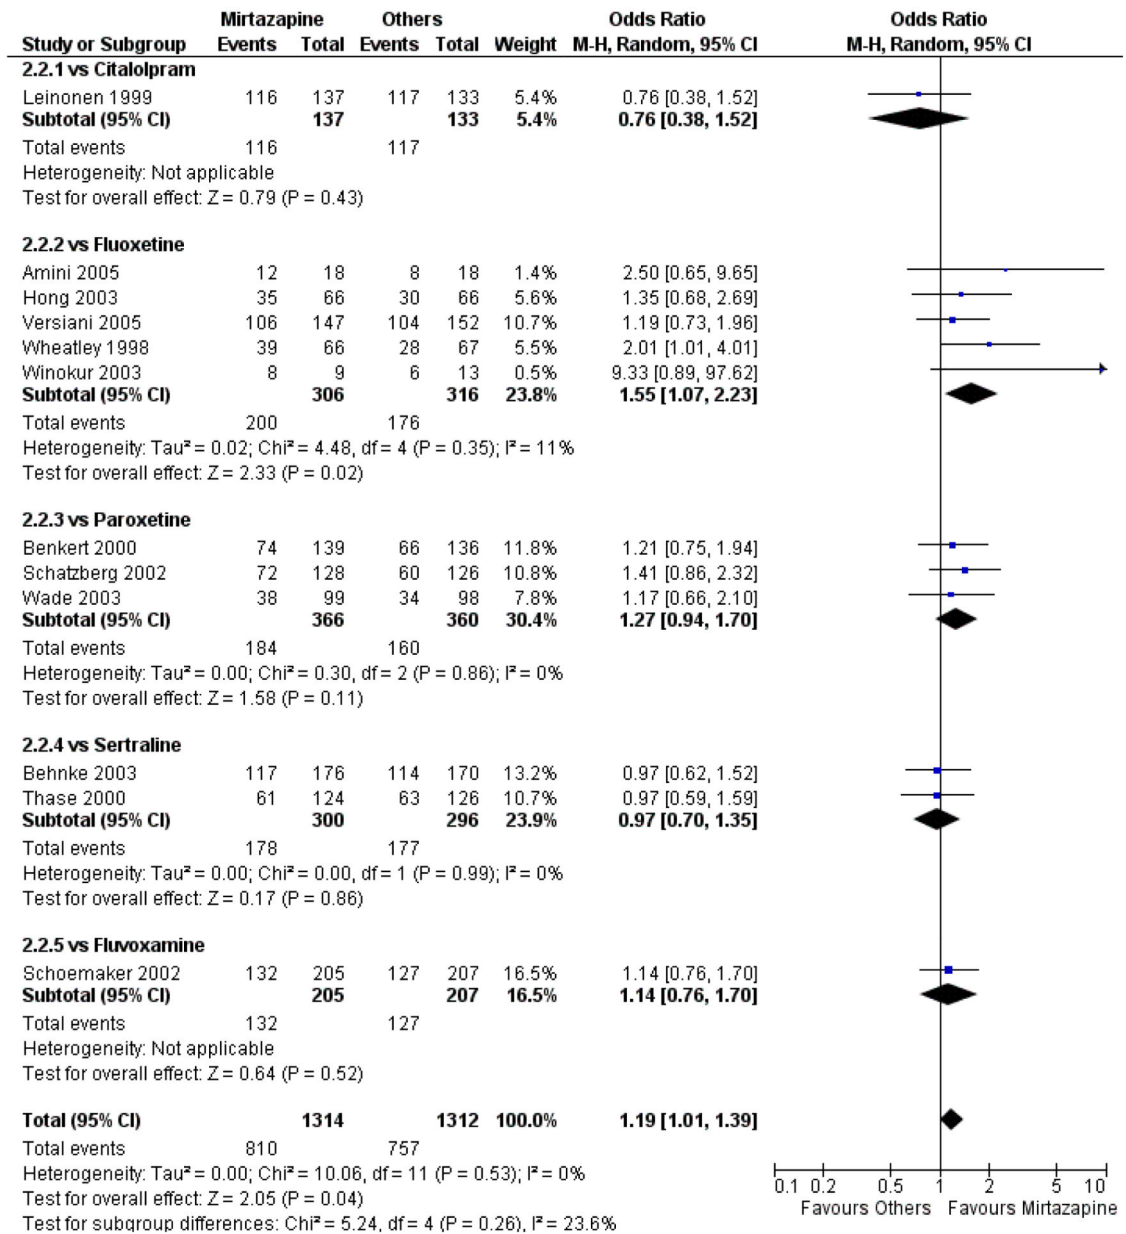 Mirtazapine Others Odds Ratio Odds Ratio
Study or Subgroup Events Total Events Total Weight M-H, Random, 95% CI M-H, Random, 95% CI
2.2.1 vs Citalolpram
Leinonen 1999 116 137 117 133 5.4% 0.76 [0.38, 1.52]
Subtotal (95% CI) 137 133 5.4% 0.76 [0.38, 1.52]
Total events 116 117
Heterogeneity: Not applicable
Test for overall effect: Z = 0.79 (P = 0.43)
2.2.2 vs Fluoxetine
Amini 2005 12 18 8 18 1.4% 2.50 [0.65, 9.65]
Hong 2003 35 66 30 66 5.6% 1.35 [0.68, 2.69]
Versiani 2005 106 147 104 152 10.7% 1.19 [0.73, 1.96]
Wheatley 1998 39 66 28 67 5.5% 2.01 [1.01, 4.01]
Winokur 2003 8 9 6 13 0.5% 9.33 [0.89, 97.62]
Subtotal (95% CI) 306 316 23.8% 1.55 [1.07, 2.23]
Total events 200 176
Heterogeneity: Tau² = 0.02; Chi² = 4.48, df = 4 (P = 0.35); I² = 11%
Test for overall effect: Z = 2.33 (P = 0.02)
2.2.3 vs Paroxetine
Benkert 2000 74 139 66 136 11.8% 1.21 [0.75, 1.94]
Schatzberg 2002 72 128 60 126 10.8% 1.41 [0.86, 2.32]
Wade 2003 38 99 34 98 7.8% 1.17 [0.66, 2.10]
Subtotal (95% CI) 366 360 30.4% 1.27 [0.94, 1.70]
Total events 184 160
Heterogeneity: Tau² = 0.00; Chi² = 0.30, df = 2 (P = 0.86); I² = 0%
Test for overall effect: Z = 1.58 (P = 0.11)
2.2.4 vs Sertraline
Behnke 2003 117 176 114 170 13.2% 0.97 [0.62, 1.52]
Thase 2000 61 124 63 126 10.7% 0.97 [0.59, 1.59]
Subtotal (95% CI) 300 296 23.9% 0.97 [0.70, 1.35]
Total events 178 177
Heterogeneity: Tau² = 0.00; Chi² = 0.00, df = 1 (P = 0.99); I² = 0%
Test for overall effect: Z = 0.17 (P = 0.86)
2.2.5 vs Fluvoxamine
Schoemaker 2002 132 205 127 207 16.5% 1.14 [0.76, 1.70]
Subtotal (95% CI) 205 207 16.5% 1.14 [0.76, 1.70]
Total events 132 127
Heterogeneity: Not applicable
Test for overall effect: Z = 0.64 (P = 0.52)
Total (95% CI) 1314 1312 100.0% 1.19 [1.01, 1.39]
Total events 810 757
Heterogeneity: Tau² = 0.00; Chi² = 10.06, df = 11 (P = 0.53); I² = 0%
Test for overall effect: Z = 2.05 (P = 0.04)
Test for subgroup differences: Chi² = 5.24, df = 4 (P = 0.26), I² = 23.6%
0.1 0.2 0.5 1 2 5 10
Favours Others Favours Mirtazapine